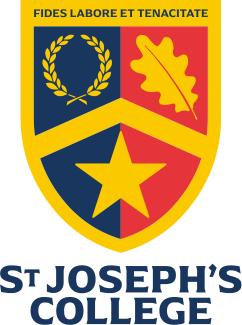 FIDES LABORE ET TENACITATE
ST JOSEPH'S
COLLEGE